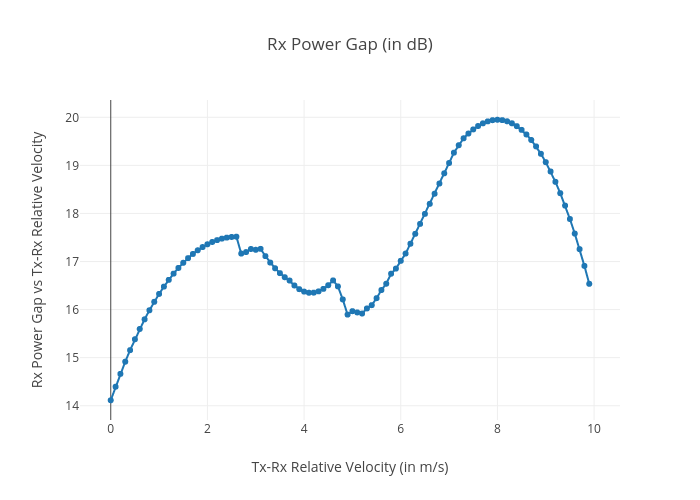 Rx Power Gap (in dB)
Rx Power Gap vs Tx-Rx Relative Velocity
20
19
18
17
16
15
14
0 2 4 6 8 10
Tx-Rx Relative Velocity (in m/s)